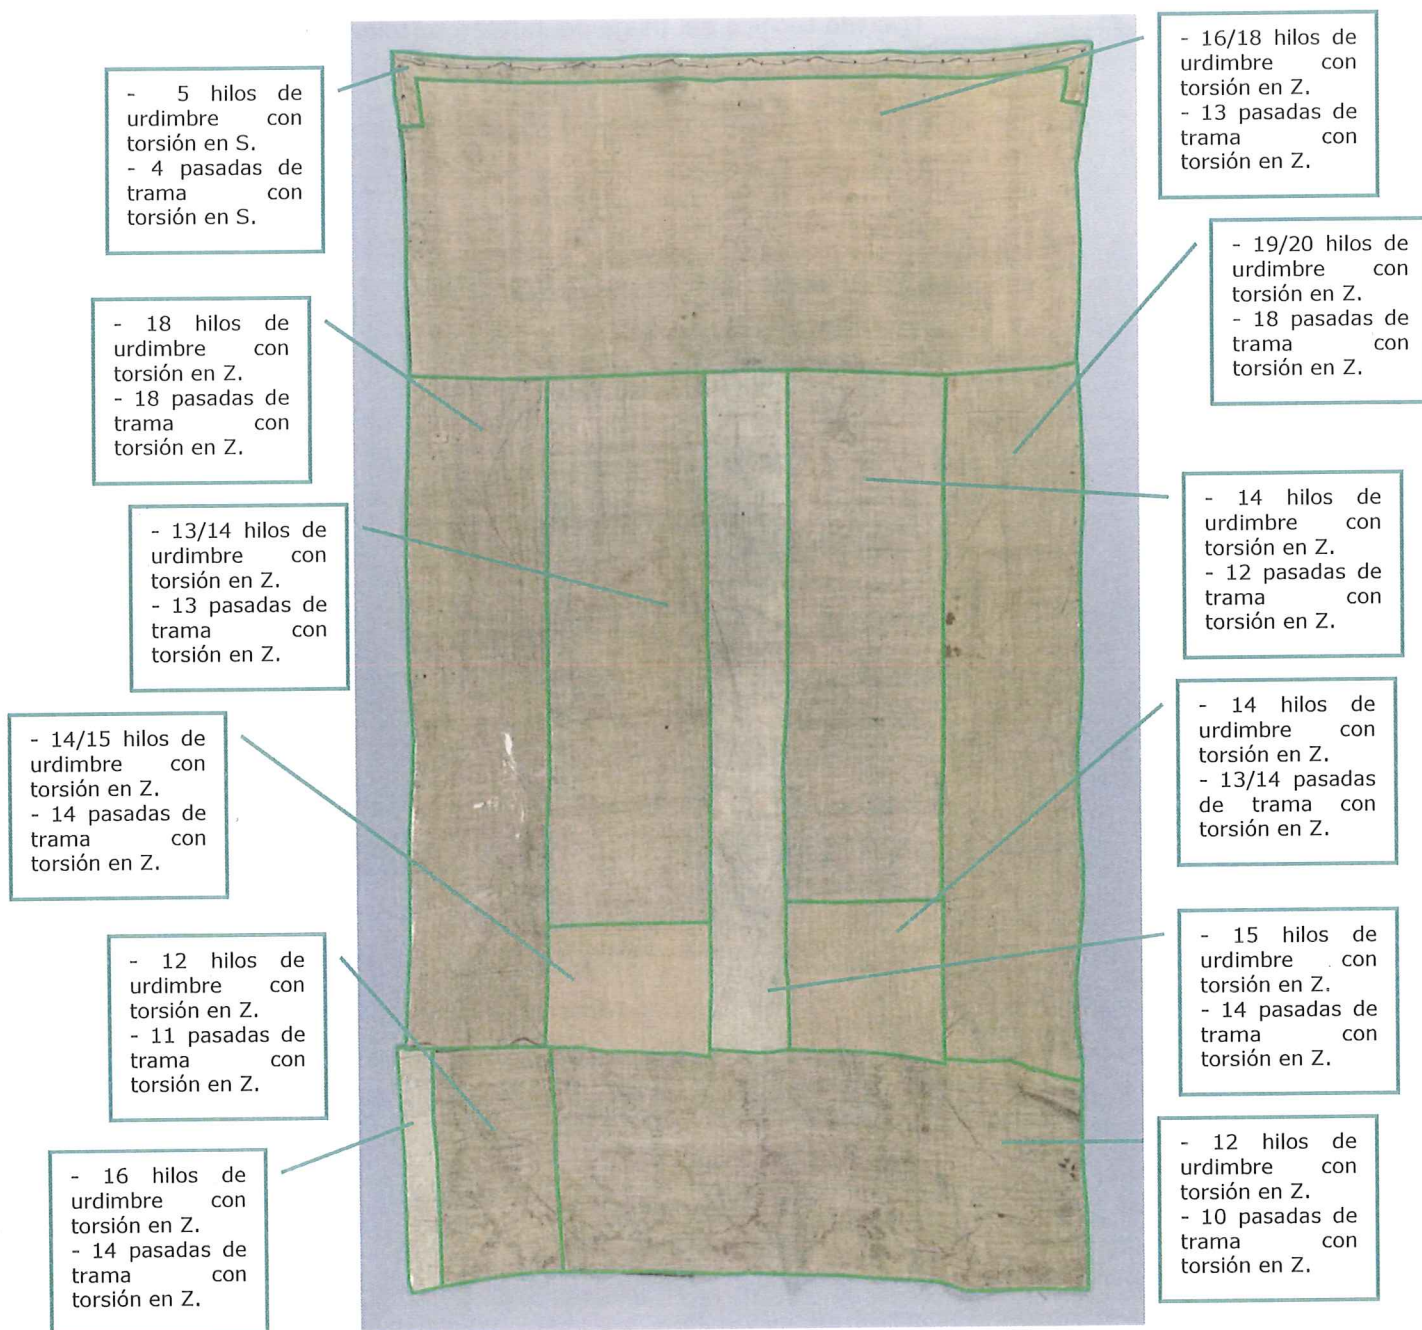 - 5 hilos de
urdimbre con
torsión en S.
- 4 pasadas de
trama con
torsión en S.
- 18 hilos de
urdimbre con
torsión en Z.
- 18 pasadas de
trama con
torsión en Z.
- 13/14 hilos de
urdimbre con
torsión en Z.
- 13 pasadas de
trama con
torsión en Z.
- 14/15 hilos de
urdimbre con
torsión en Z.
- 14 pasadas de
trama con
torsión en Z.
- 12 hilos de
urdimbre con
torsión en Z.
- 11 pasadas de
trama con
torsión en Z.
- 16 hilos de
urdimbre con
torsión en Z.
- 14 pasadas de
trama con
torsión en Z.
- 16/18 hilos de
urdimbre con
torsión en Z.
- 13 pasadas de
trama con
torsión en Z.
- 19/20 hilos de
urdimbre con
torsión en Z.
- 18 pasadas de
trama con
torsión en Z.
- 14 hilos de
urdimbre con
torsión en Z.
- 12 pasadas de
trama con
torsión en Z.
- 14 hilos de
urdimbre con
torsión en Z.
- 13/14 pasadas
de trama con
torsión en Z.
- 15 hilos de
urdimbre con
torsión en Z.
- 14 pasadas de
trama con
torsión en Z.
- 12 hilos de
urdimbre con
torsión en Z.
- 10 pasadas de
trama con
torsión en Z.